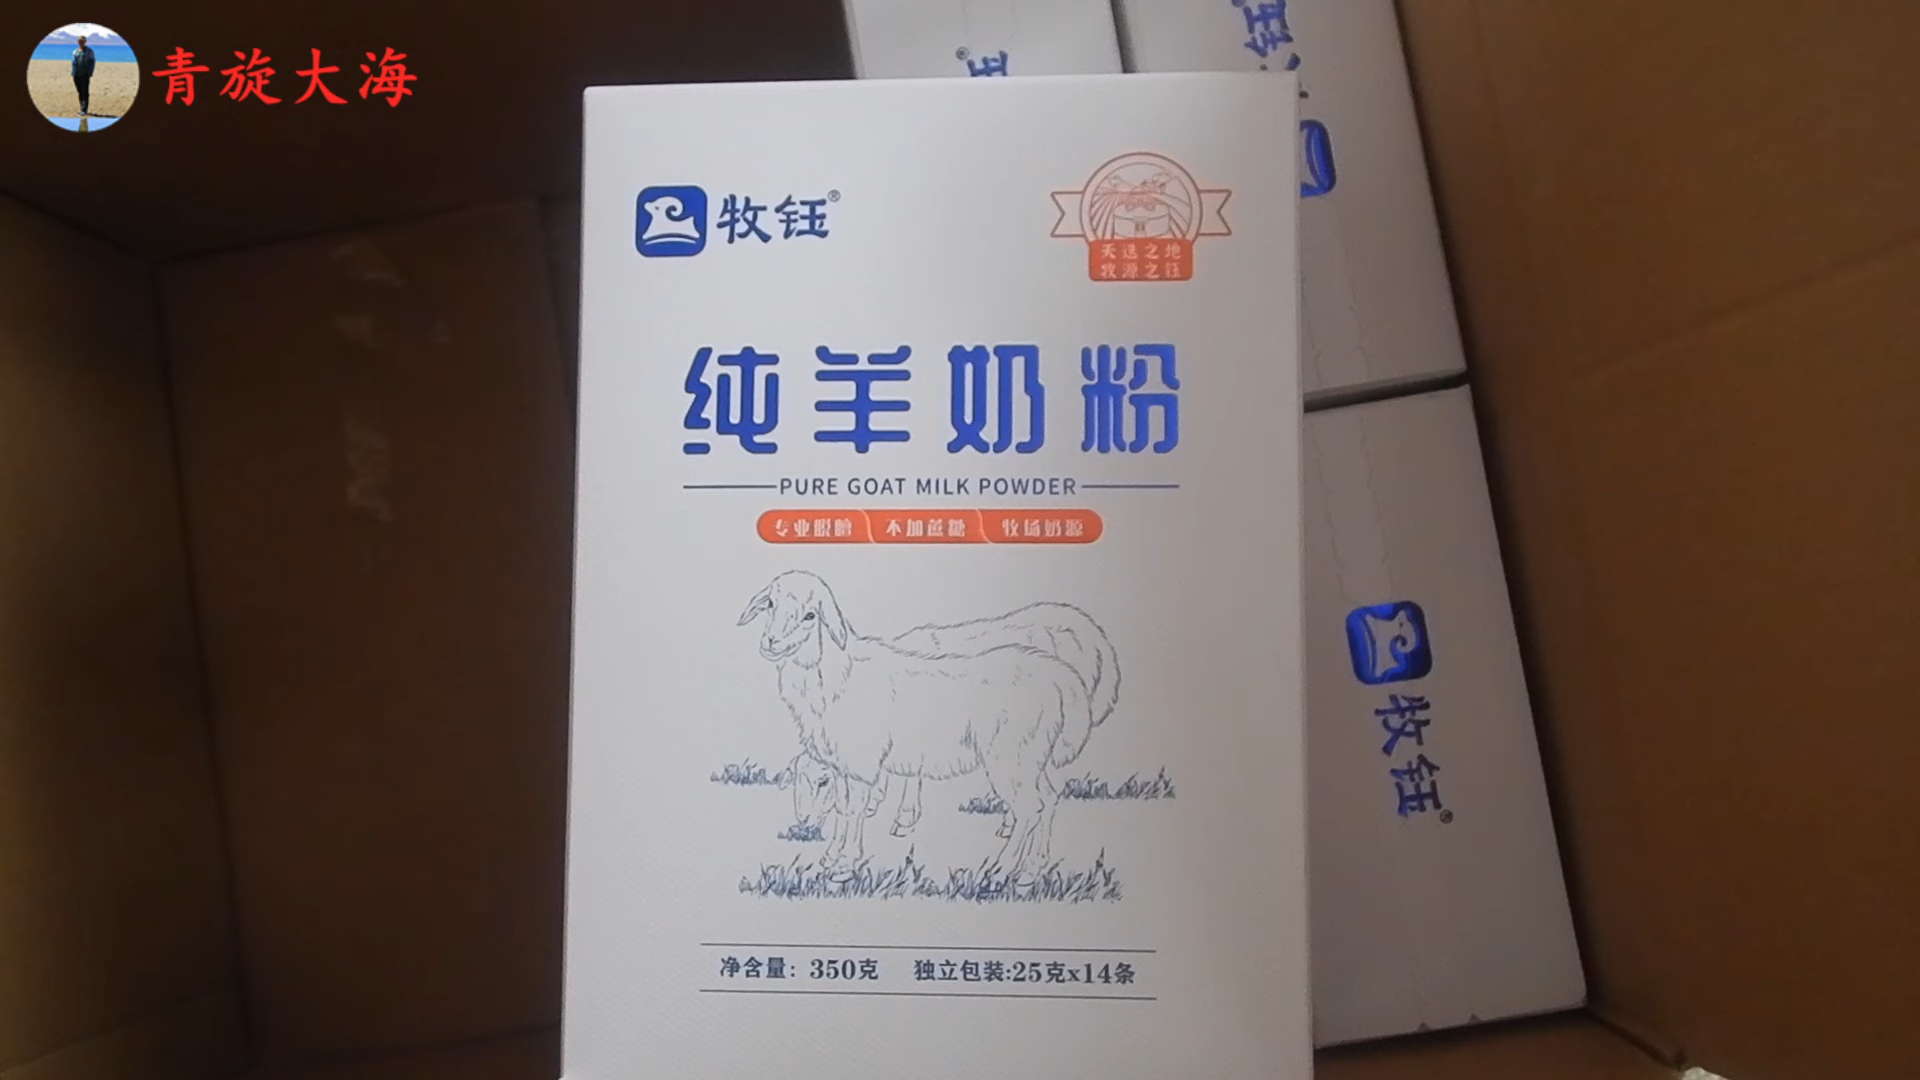 青旋大海
牧钰®
天选之地
牧源之钰
纯羊奶粉
PURE GOAT MILK POWDER
专业脱膻 不加蔗糖 牧场奶源
净含量：350克 独立包装:25克x14条
牧钰®